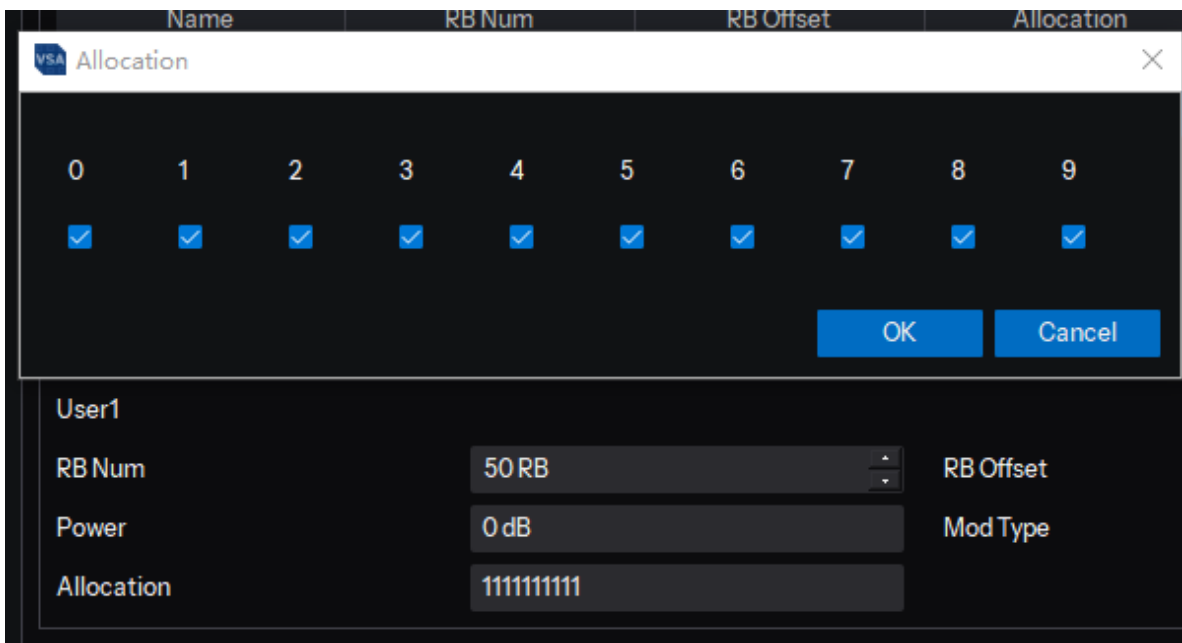 Name RB Num RB Offset Allocation
VSA Allocation
0 1 2 3 4 5 6 7 8 9
OK Cancel
User1
RB Num 50 RB RB Offset
Power 0 dB Mod Type
Allocation 1111111111